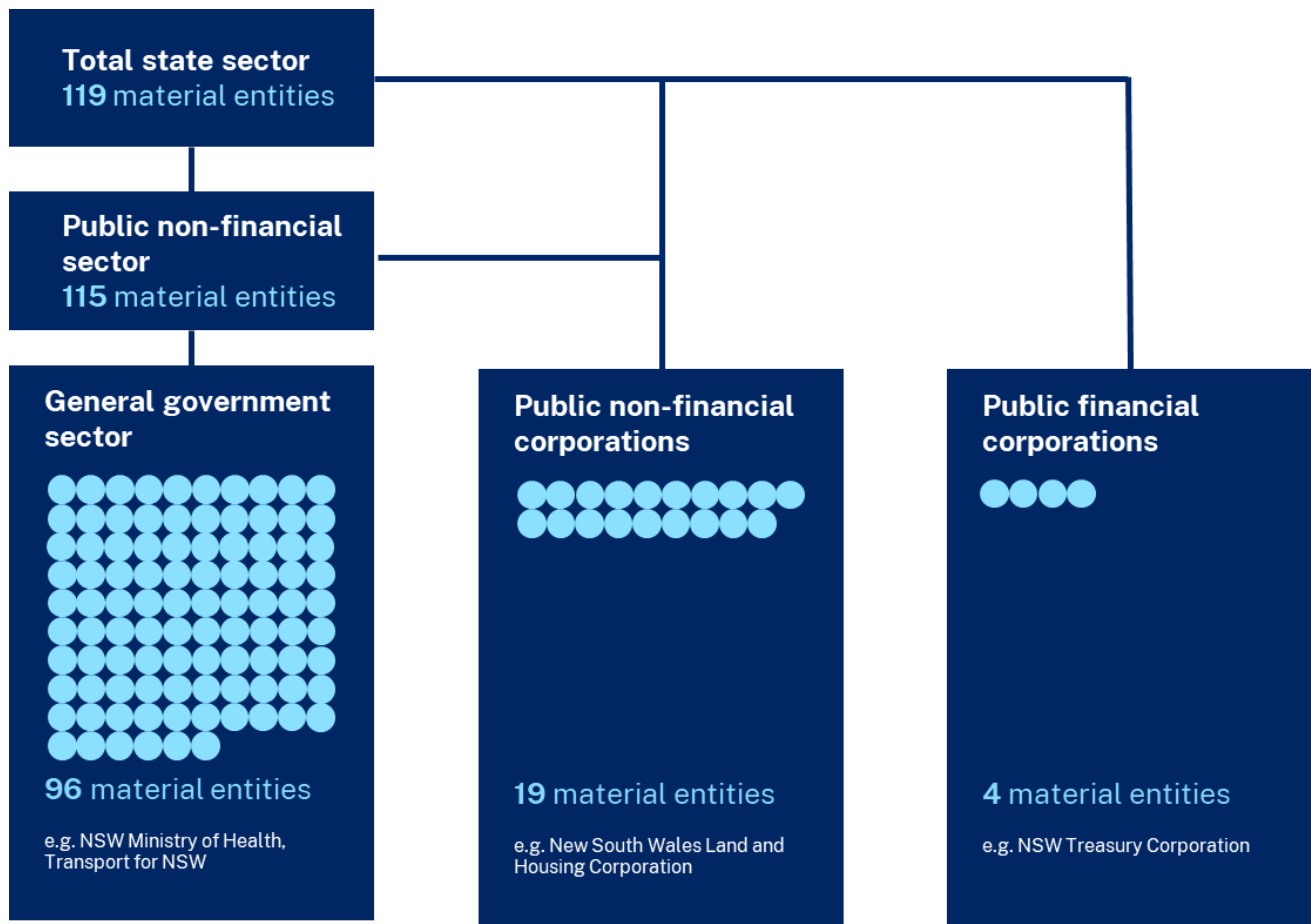 Total state sector
119 material entities
Public non-financial
sector
115 material entities
General government
sector
96 material entities
e.g. NSW Ministry of Health,
Transport for NSW
Public non-financial
corporations
19 material entities
e.g. New South Wales Land and
Housing Corporation
Public financial
corporations
4 material entities
e.g. NSW Treasury Corporation